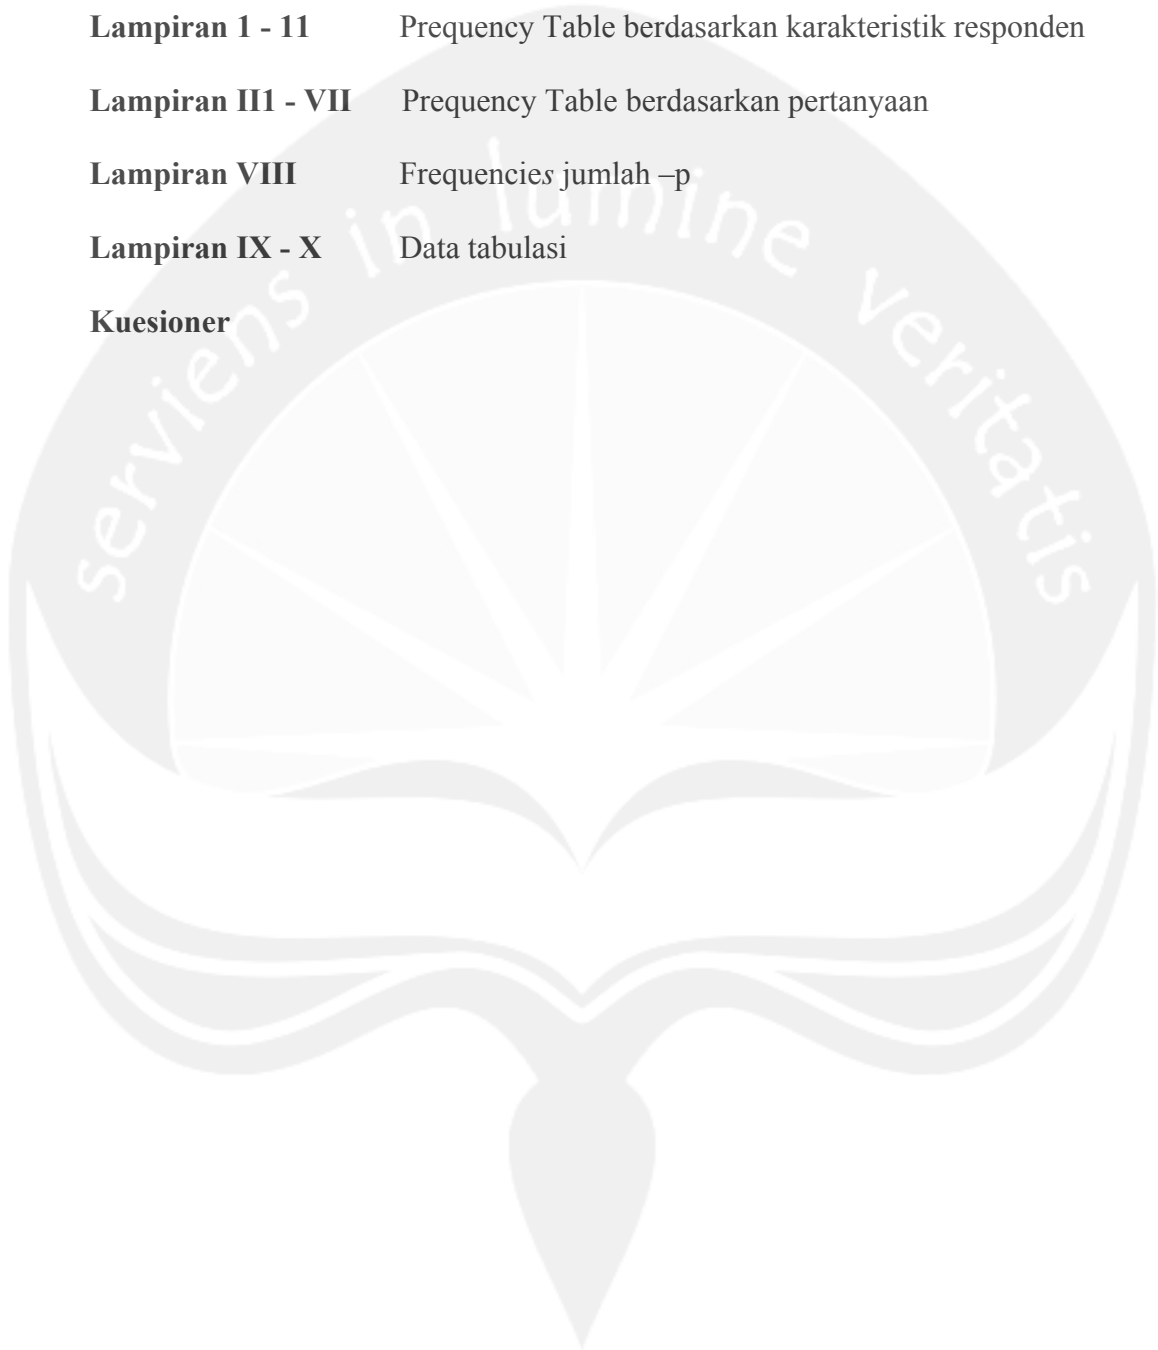 Lampiran 1 - 11 Prequency Table berdasarkan karakteristik responden
Lampiran II1 - VII Prequency Table berdasarkan pertanyaan
Lampiran VIII Frequencies jumlah –p
Lampiran IX - X Data tabulasi
Kuesioner
serviens in lumine veritatis